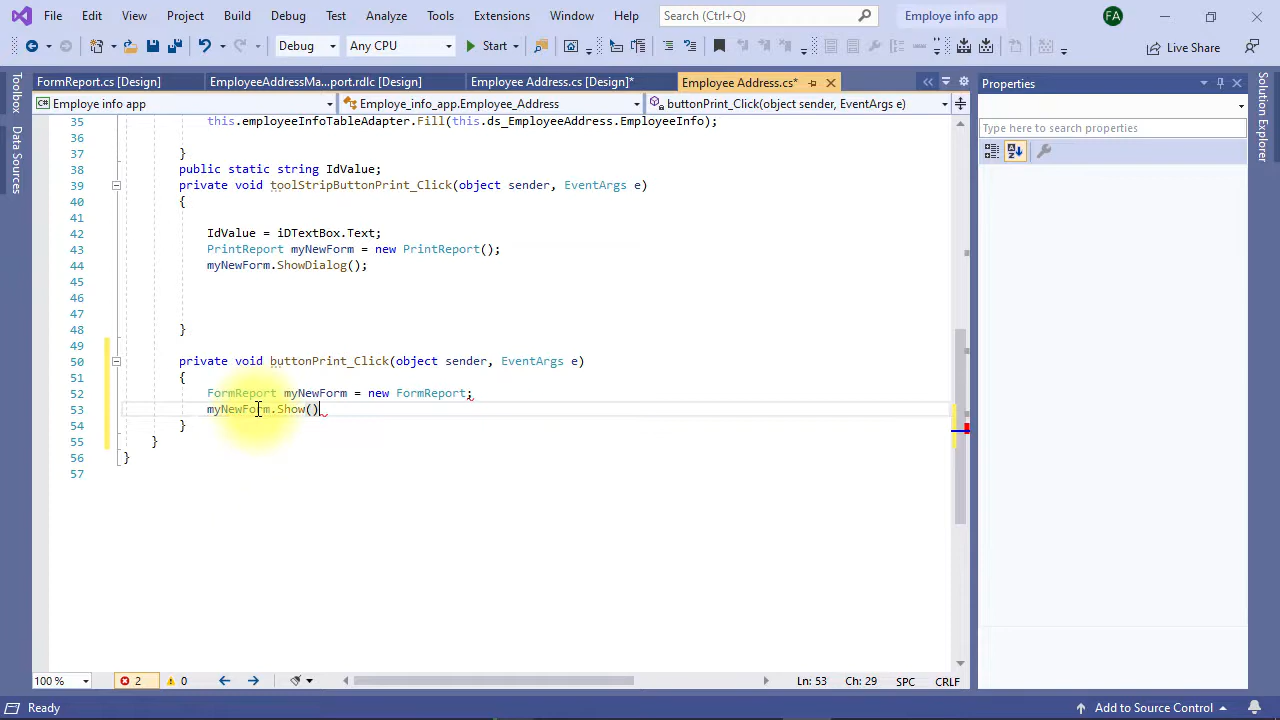 File Edit View Project Build Debug Test Analyze Tools Extensions Window Help Search (Ctrl+Q) Employe info app FA
Debug Any CPU Start Live Share
FormReport.cs [Design] EmployeeAddressMa...port.rdlc [Design] Employee Address.cs [Design]* Employee Address.cs*
Employe info app Employe_info_app.Employee_Address buttonPrint_Click(object sender, EventArgs e)
Properties
Type here to search properties
Toolbox
Data Sources
Solution Explorer
35 this.employeeInfoTableAdapter.Fill(this.ds_EmployeeAddress.EmployeeInfo);
36
37 }
38 public static string IdValue;
39 private void toolStripButtonPrint_Click(object sender, EventArgs e)
40 {
41
42 IdValue = iDTextBox.Text;
43 PrintReport myNewForm = new PrintReport();
44 myNewForm.ShowDialog();
45
46
47
48 }
49
50 private void buttonPrint_Click(object sender, EventArgs e)
51 {
52 FormReport myNewForm = new FormReport;
53 myNewForm.Show()
54 }
55 }
56 }
57
100 % 2 0 Ln: 53 Ch: 29 SPC CRLF
Ready Add to Source Control